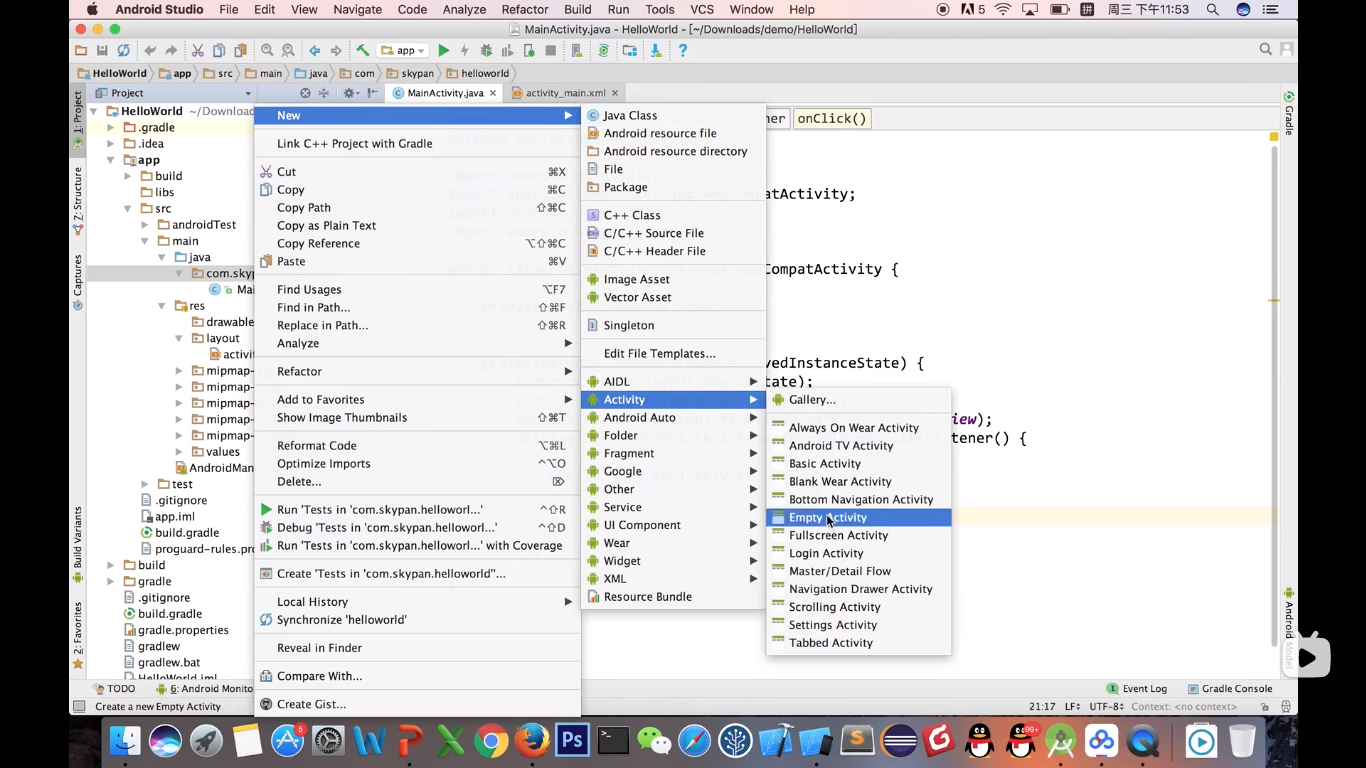 Android Studio File Edit View Navigate Code Analyze Refactor Build Run Tools VCS Window Help 5 拼 周三 下午11:53
MainActivity.java - HelloWorld - [~/Downloads/demo/HelloWorld]
app
HelloWorld app src main java com skypan helloworld
Project MainActivity.java activity_main.xml
1: Project
Z: Structure
Captures
Build Variants
2: Favorites
HelloWorld ~/Downloa
.gradle
.idea
app
build
libs
src
androidTest
main
java
com.skyp
Mai
res
drawable
layout
activi
mipmap-
mipmap-
mipmap-
mipmap-
mipmap-
values
AndroidMan
test
.gitignore
app.iml
build.gradle
proguard-rules.pro
build
gradle
.gitignore
build.gradle
gradle.properties
gradlew
gradlew.bat
HelloWorld.iml
New
Link C++ Project with Gradle
Cut ⌘X
Copy ⌘C
Copy Path ⇧⌘C
Copy as Plain Text
Copy Reference ⌥⇧⌘C
Paste ⌘V
Find Usages ⌥F7
Find in Path... ⇧⌘F
Replace in Path... ⇧⌘R
Analyze
Refactor
Add to Favorites
Show Image Thumbnails ⇧⌘T
Reformat Code ⌥⌘L
Optimize Imports ^⌥O
Delete... ⌦
Run 'Tests in 'com.skypan.helloworl...' ^⇧R
Debug 'Tests in 'com.skypan.helloworl...' ^⇧D
Run 'Tests in 'com.skypan.helloworl...' with Coverage
Create 'Tests in 'com.skypan.helloworld''...
Local History
Synchronize 'helloworld'
Reveal in Finder
Compare With...
Create Gist...
Java Class
Android resource file
Android resource directory
File
Package
C++ Class
C/C++ Source File
C/C++ Header File
Image Asset
Vector Asset
Singleton
Edit File Templates...
AIDL
Activity
Android Auto
Folder
Fragment
Google
Other
Service
UI Component
Wear
Widget
XML
Resource Bundle
Gallery...
Always On Wear Activity
Android TV Activity
Basic Activity
Blank Wear Activity
Bottom Navigation Activity
Empty Activity
Fullscreen Activity
Login Activity
Master/Detail Flow
Navigation Drawer Activity
Scrolling Activity
Settings Activity
Tabbed Activity
ner onClick()
atActivity;
CompatActivity {
vedInstanceState) {
tate);
iew);
istener() {
Gradle
Android Model
TODO 6: Android Monito 1 Event Log Gradle Console
Create a new Empty Activity 21:17 LF UTF-8 Context: <no context>
5 Ps 99+